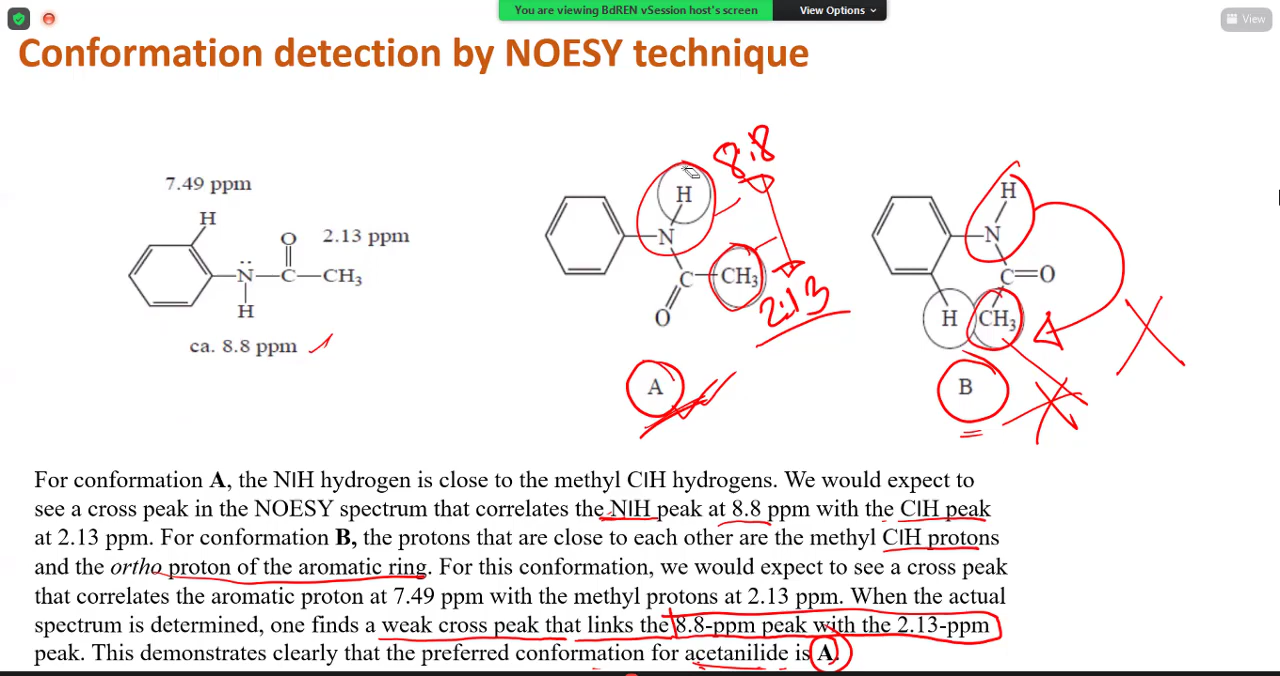 You are viewing BdREN vSession host's screen
View Options
View
Conformation detection by NOESY technique
7.49 ppm
H
O
2.13 ppm
N
C
CH3
H
ca. 8.8 ppm
H
N
C
CH3
O
A
8.8
2.13
H
N
C=O
H
CH3
B
For conformation A, the N|H hydrogen is close to the methyl C|H hydrogens. We would expect to
see a cross peak in the NOESY spectrum that correlates the N|H peak at 8.8 ppm with the C|H peak
at 2.13 ppm. For conformation B, the protons that are close to each other are the methyl C|H protons
and the ortho proton of the aromatic ring. For this conformation, we would expect to see a cross peak
that correlates the aromatic proton at 7.49 ppm with the methyl protons at 2.13 ppm. When the actual
spectrum is determined, one finds a weak cross peak that links the 8.8-ppm peak with the 2.13-ppm
peak. This demonstrates clearly that the preferred conformation for acetanilide is A.